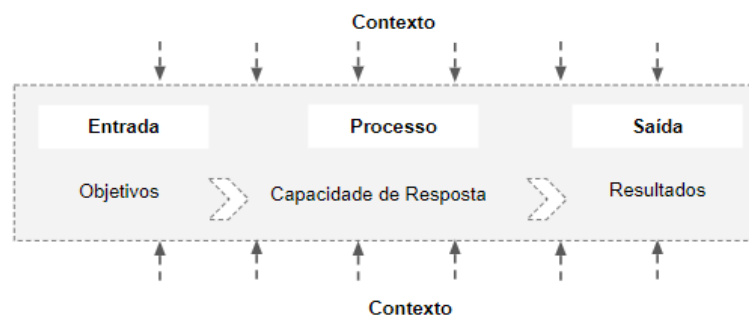 Contexto
Entrada
Processo
Saída
Objetivos
Capacidade de Resposta
Resultados
Contexto